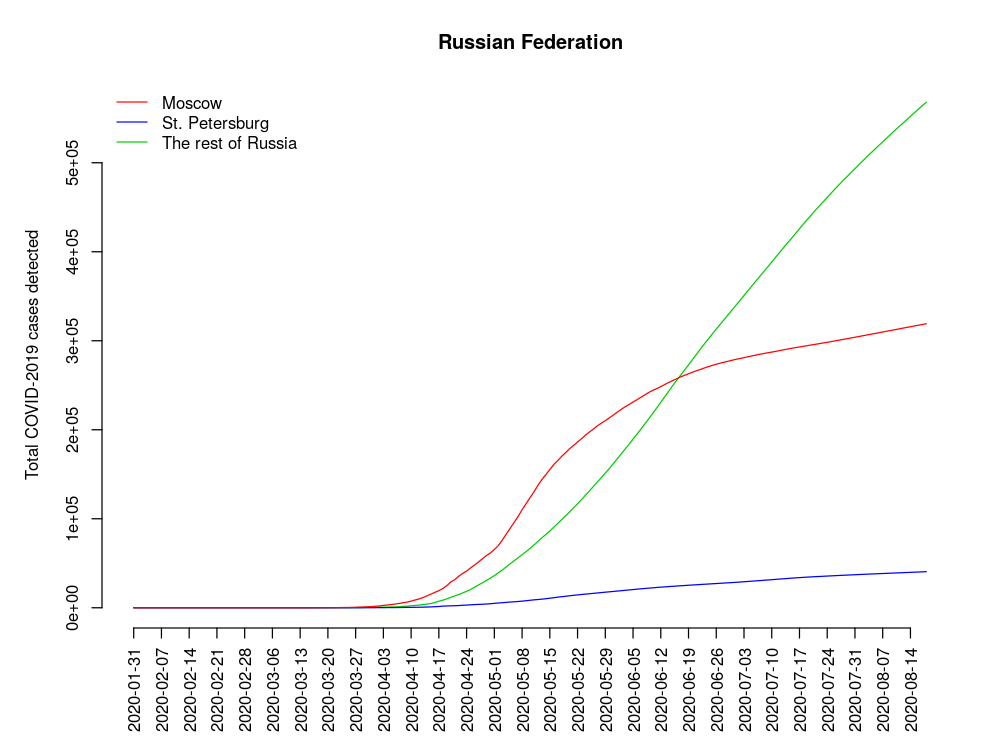 Russian Federation
Moscow
St. Petersburg
The rest of Russia
Total COVID-2019 cases detected
5e+05
4e+05
3e+05
2e+05
1e+05
0e+00
2020-01-31
2020-02-07
2020-02-14
2020-02-21
2020-02-28
2020-03-06
2020-03-13
2020-03-20
2020-03-27
2020-04-03
2020-04-10
2020-04-17
2020-04-24
2020-05-01
2020-05-08
2020-05-15
2020-05-22
2020-05-29
2020-06-05
2020-06-12
2020-06-19
2020-06-26
2020-07-03
2020-07-10
2020-07-17
2020-07-24
2020-07-31
2020-08-07
2020-08-14